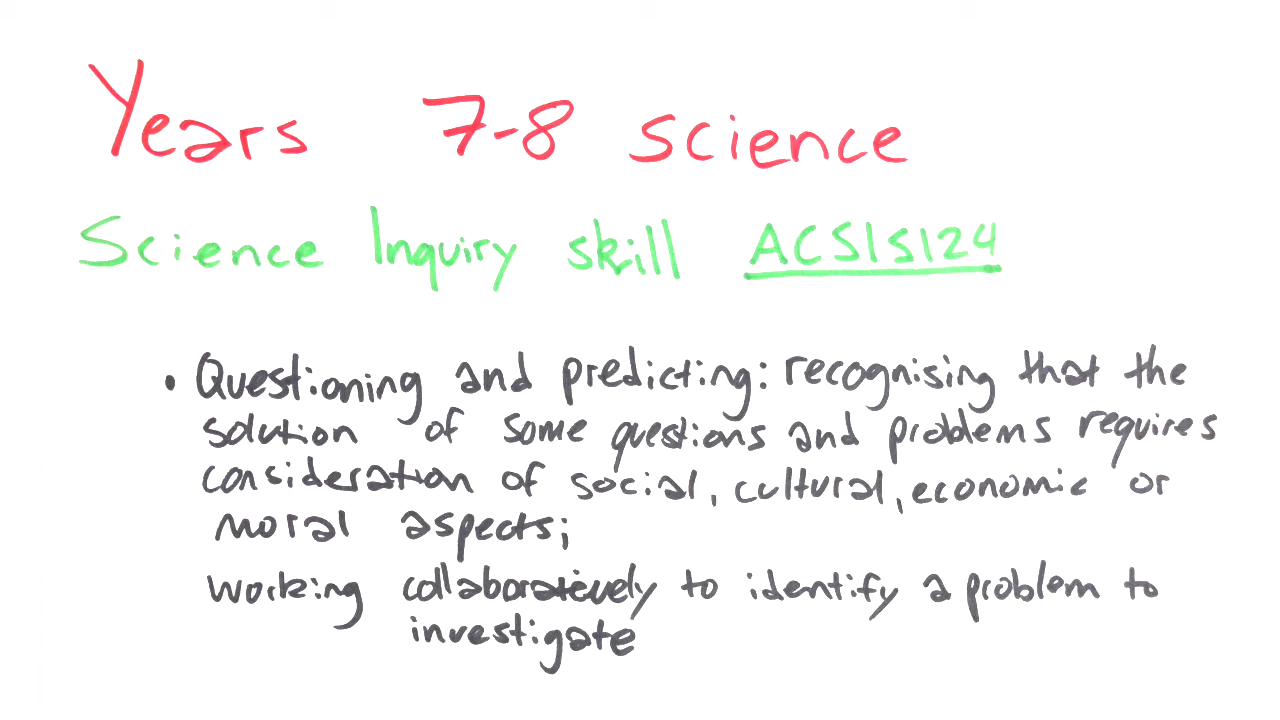 Years 7-8 science
Science Inquiry skill ACSIS124
• Questioning and predicting: recognising that the
solution of some questions and problems requires
consideration of social, cultural, economic or
moral aspects;
working collaboratively to identify a problem to
investigate